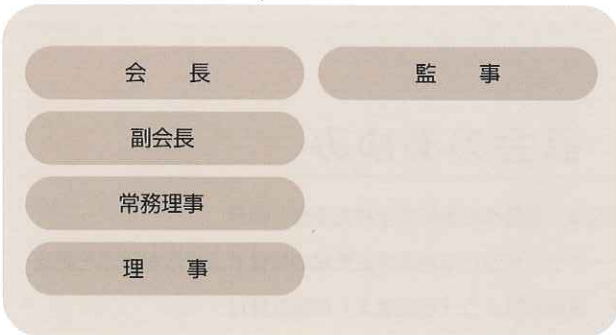 会　長
監　事
副会長
常務理事
理　事